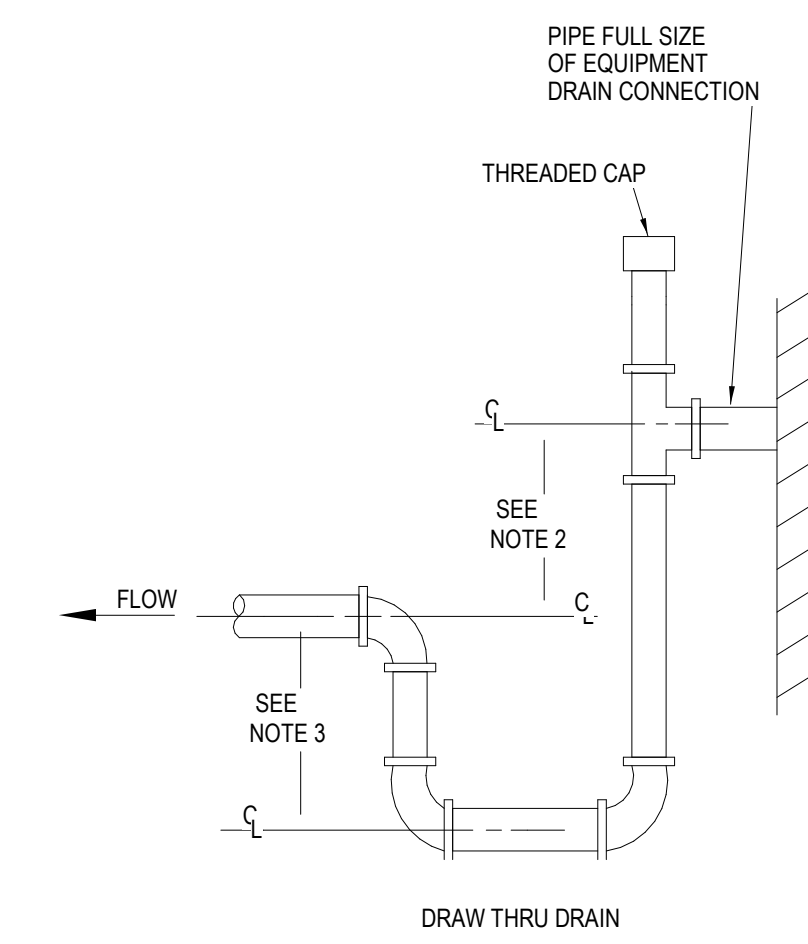 PIPE FULL SIZE
OF EQUIPMENT
DRAIN CONNECTION
THREADED CAP
CL
SEE
NOTE 2
FLOW
CL
SEE
NOTE 3
CL
DRAW THRU DRAIN